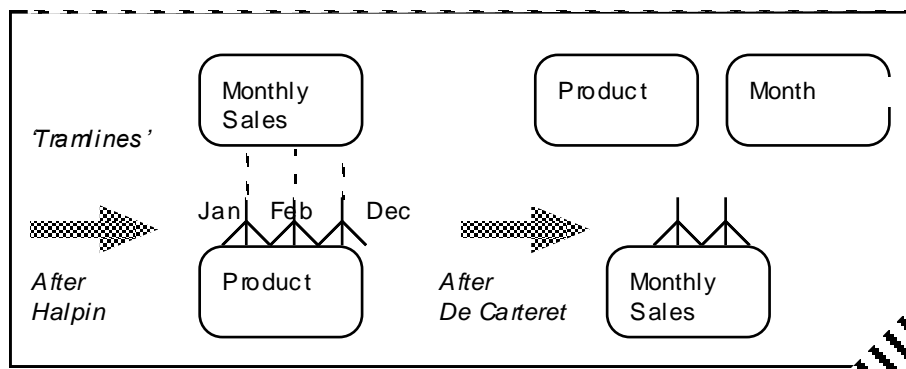 Monthly
Sales
Product
Month
'Tramlines'
Jan Feb Dec
After
Halpin
Product
After
De Carteret
Monthly
Sales